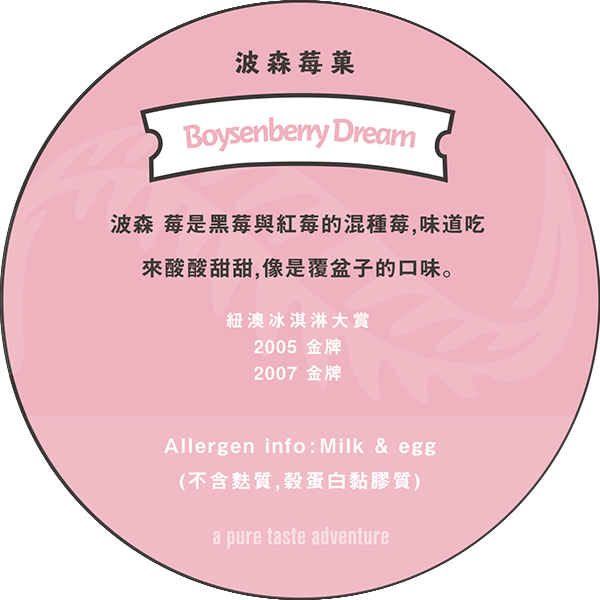 波森莓菓
Boysenberry Dream
波森 莓是黑莓與紅莓的混種莓,味道吃
來酸酸甜甜,像是覆盆子的口味。
紐澳冰淇淋大賞
2005 金牌
2007 金牌
Allergen info:Milk & egg
(不含麩質,穀蛋白黏膠質)
a pure taste adventure